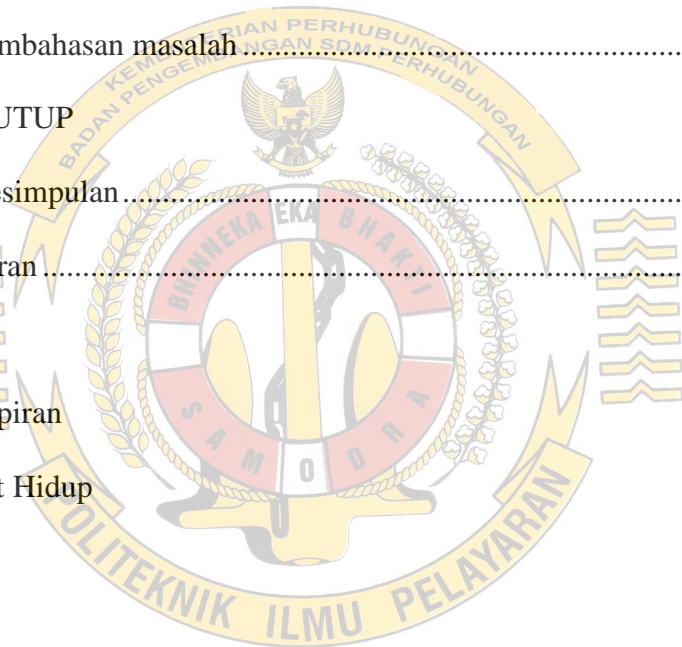 mbahasan masalah........................................................
UTUP
esimpulan........................................................................
ran..................................................................................
piran
t Hidup
KEMENTERIAN PERHUBUNGAN
BADAN PENGEMBANGAN SDM PERHUBUNGAN
BHINNEKA EKA BHAKTI
SAMODRA
POLITEKNIK ILMU PELAYARAN